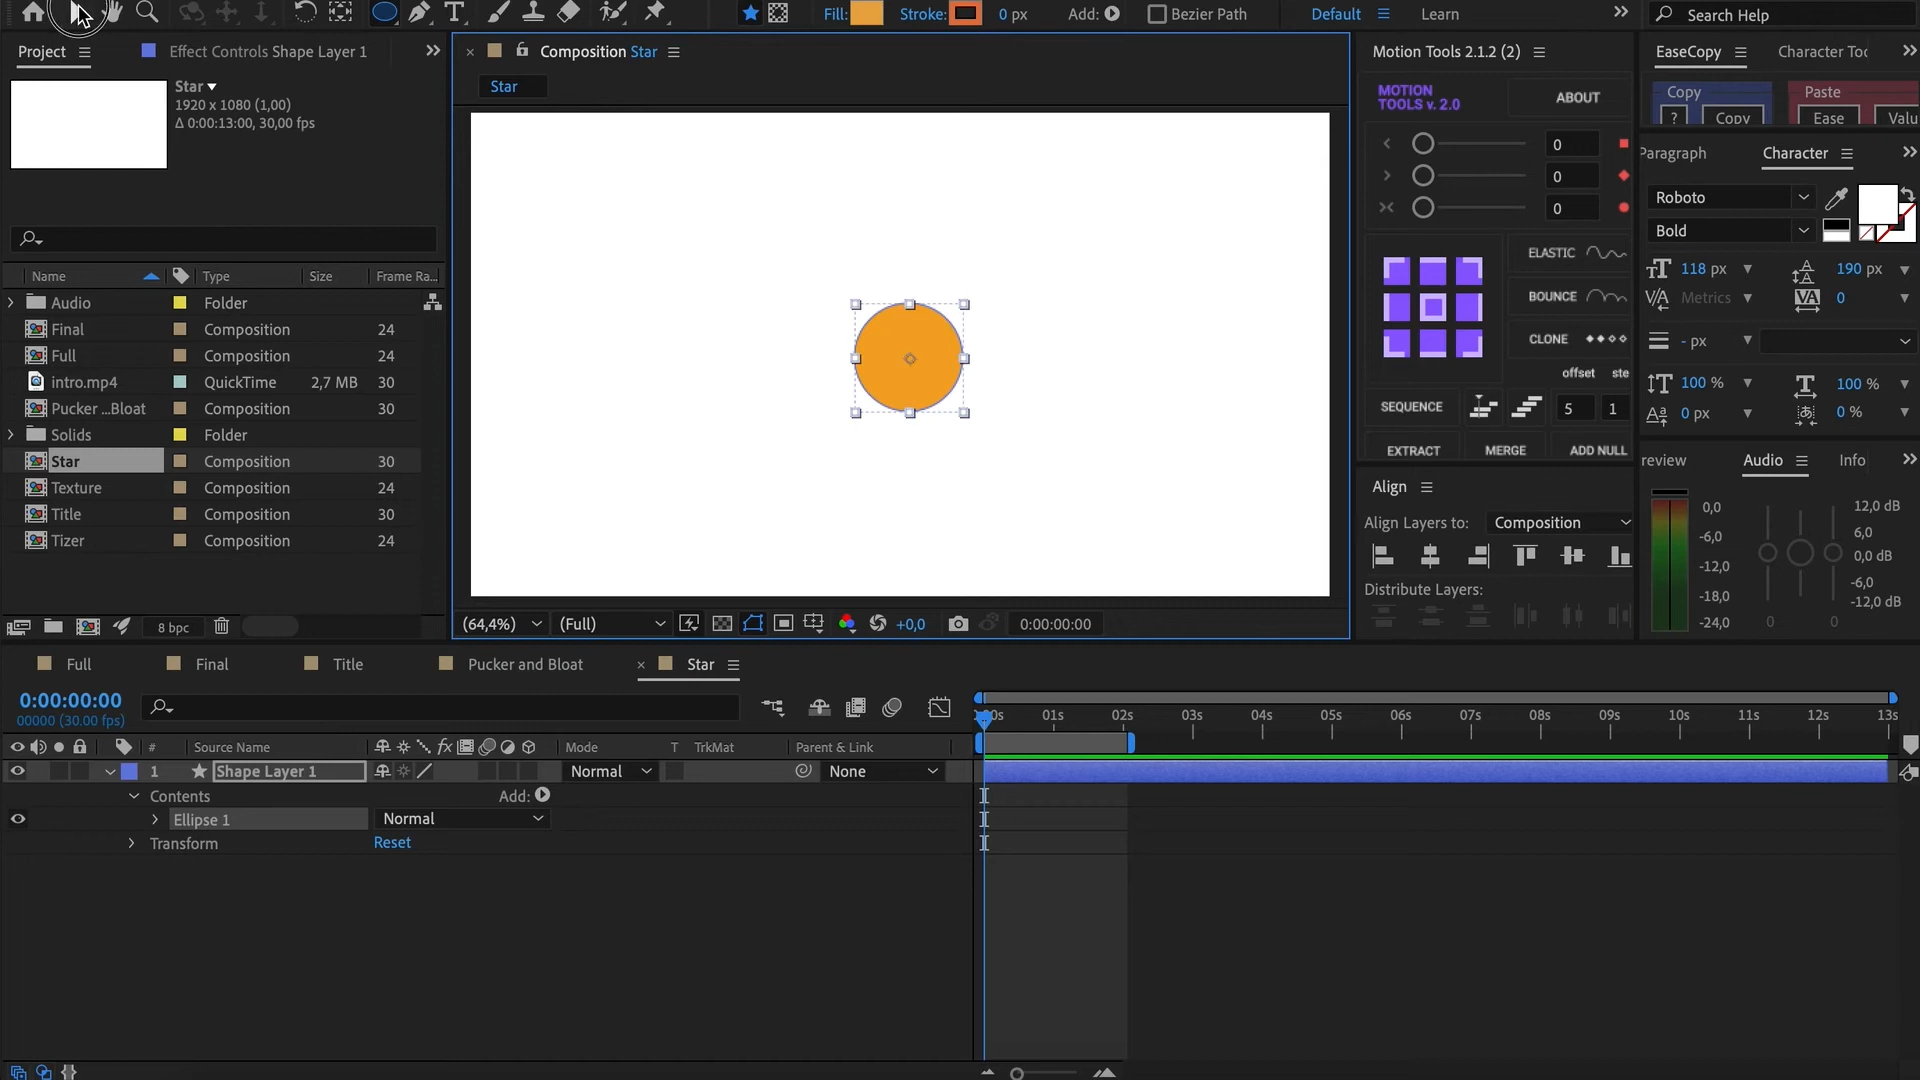 Fill:
Stroke:
0 px
Add:
Bezier Path
Default
Learn
Search Help
Project
Effect Controls Shape Layer 1
Composition Star
Motion Tools 2.1.2 (2)
EaseCopy
Character Toc
Star
1920 x 1080 (1,00)
Δ 0:00:13:00, 30,00 fps
Star
MOTION
TOOLS v. 2.0
ABOUT
Copy
Paste
?
Copy
Ease
Valu
0
0
0
Paragraph
Character
Roboto
Bold
118 px
190 px
Metrics
0
- px
100 %
100 %
0 px
0 %
ELASTIC
BOUNCE
CLONE
offset
ste
SEQUENCE
5
1
EXTRACT
MERGE
ADD NULL
Name
Type
Size
Frame Ra...
Audio
Folder
Final
Composition
24
Full
Composition
24
intro.mp4
QuickTime
2,7 MB
30
Pucker ...Bloat
Composition
30
Solids
Folder
Star
Composition
30
Texture
Composition
24
Title
Composition
30
Tizer
Composition
24
8 bpc
(64,4%)
(Full)
+0,0
0:00:00:00
Align
Align Layers to:
Composition
Distribute Layers:
review
Audio
Info
0,0
-6,0
-12,0
-18,0
-24,0
12,0 dB
6,0
0,0 dB
-6,0
-12,0 dB
0
0
Full
Final
Title
Pucker and Bloat
Star
0:00:00:00
00000 (30.00 fps)
:00s
01s
02s
03s
04s
05s
06s
07s
08s
09s
10s
11s
12s
13s
#
Source Name
fx
Mode
T
TrkMat
Parent & Link
1
Shape Layer 1
Normal
None
Contents
Add:
Ellipse 1
Normal
Transform
Reset